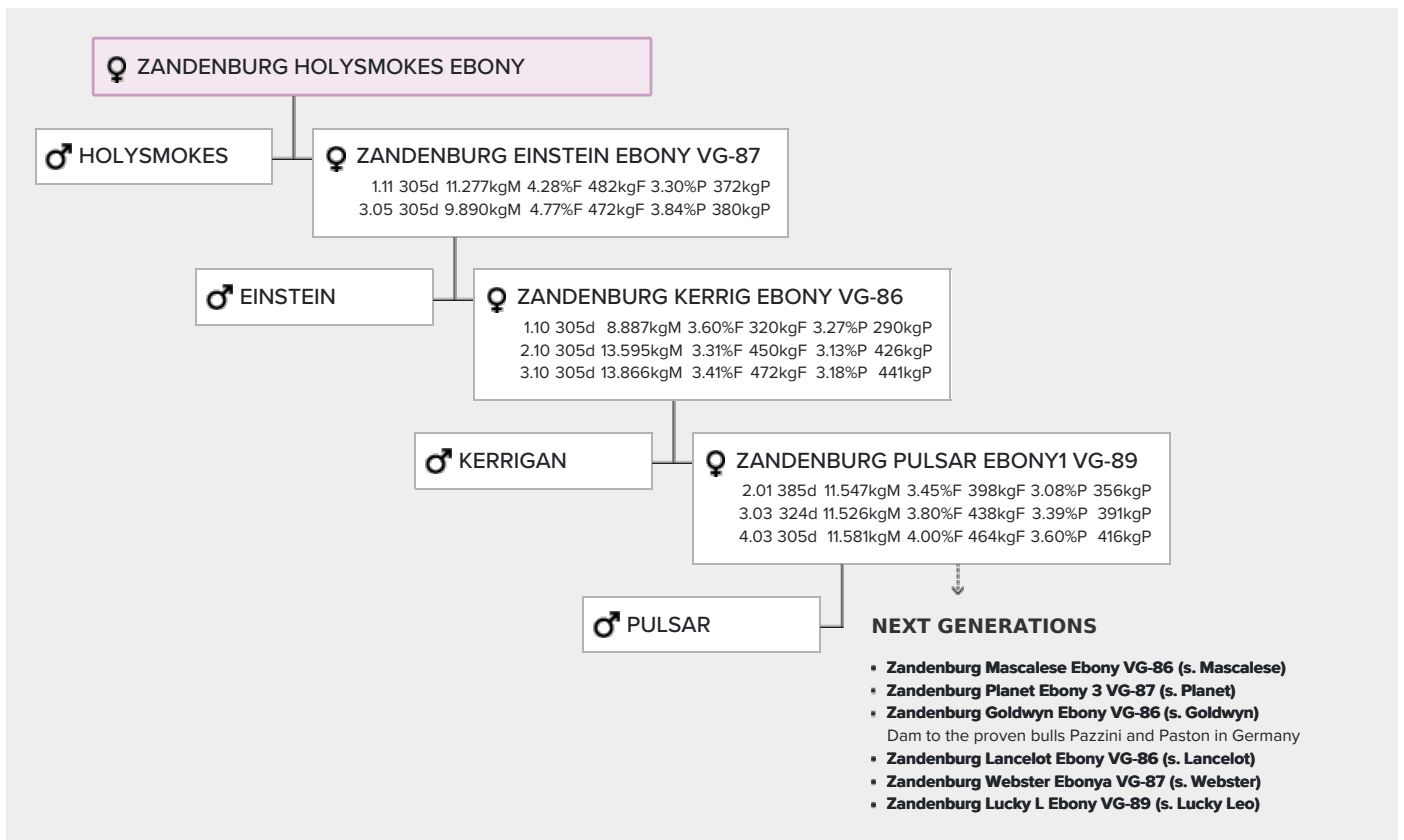 ♀ ZANDENBURG HOLYSMOKES EBONY
♂ HOLYSMOKES
♀ ZANDENBURG EINSTEIN EBONY VG-87
1.11 305d 11.277kgM 4.28%F 482kgF 3.30%P 372kgP
3.05 305d 9.890kgM 4.77%F 472kgF 3.84%P 380kgP
♂ EINSTEIN
♀ ZANDENBURG KERRIG EBONY VG-86
1.10 305d 8.887kgM 3.60%F 320kgF 3.27%P 290kgP
2.10 305d 13.595kgM 3.31%F 450kgF 3.13%P 426kgP
3.10 305d 13.866kgM 3.41%F 472kgF 3.18%P 441kgP
♂ KERRIGAN
♀ ZANDENBURG PULSAR EBONY1 VG-89
2.01 385d 11.547kgM 3.45%F 398kgF 3.08%P 356kgP
3.03 324d 11.526kgM 3.80%F 438kgF 3.39%P 391kgP
4.03 305d 11.581kgM 4.00%F 464kgF 3.60%P 416kgP
♂ PULSAR
NEXT GENERATIONS
• Zandenburg Mascalese Ebony VG-86 (s. Mascalese)
• Zandenburg Planet Ebony 3 VG-87 (s. Planet)
• Zandenburg Goldwyn Ebony VG-86 (s. Goldwyn)
Dam to the proven bulls Pazzini and Paston in Germany
• Zandenburg Lancelot Ebony VG-86 (s. Lancelot)
• Zandenburg Webster Ebonya VG-87 (s. Webster)
• Zandenburg Lucky L Ebony VG-89 (s. Lucky Leo)